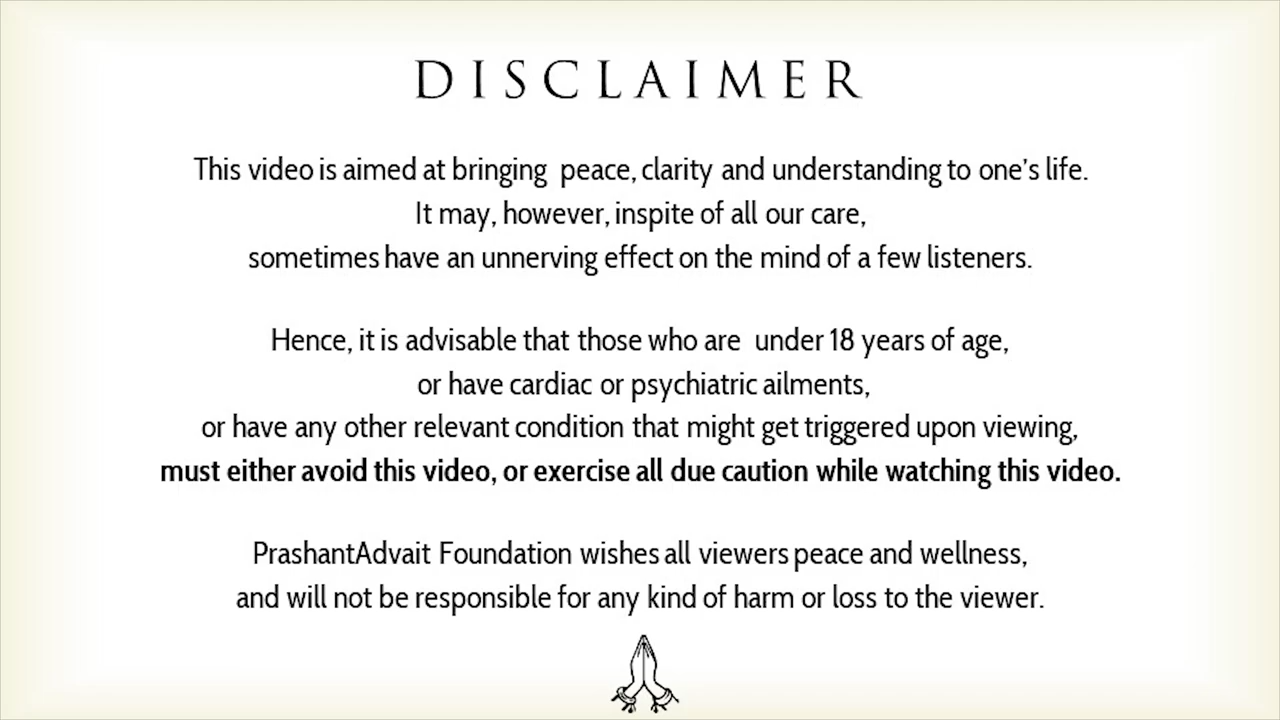 DISCLAIMER
This video is aimed at bringing peace, clarity and understanding to one's life.
It may, however, inspite of all our care,
sometimes have an unnerving effect on the mind of a few listeners.
Hence, it is advisable that those who are under 18 years of age,
or have cardiac or psychiatric ailments,
or have any other relevant condition that might get triggered upon viewing,
must either avoid this video, or exercise all due caution while watching this video.
PrashantAdvait Foundation wishes all viewers peace and wellness,
and will not be responsible for any kind of harm or loss to the viewer.